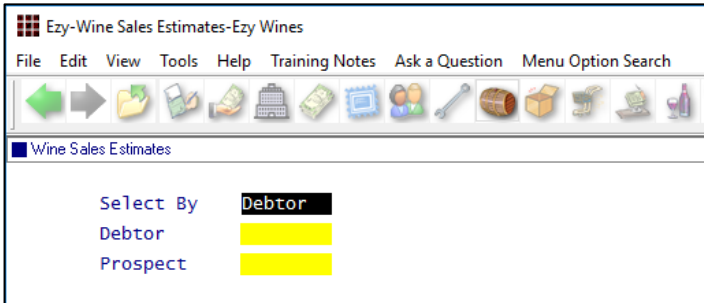 Ezy-Wine Sales Estimates-Ezy Wines
File Edit View Tools Help Training Notes Ask a Question Menu Option Search
Wine Sales Estimates
Select By Debtor
Debtor
Prospect